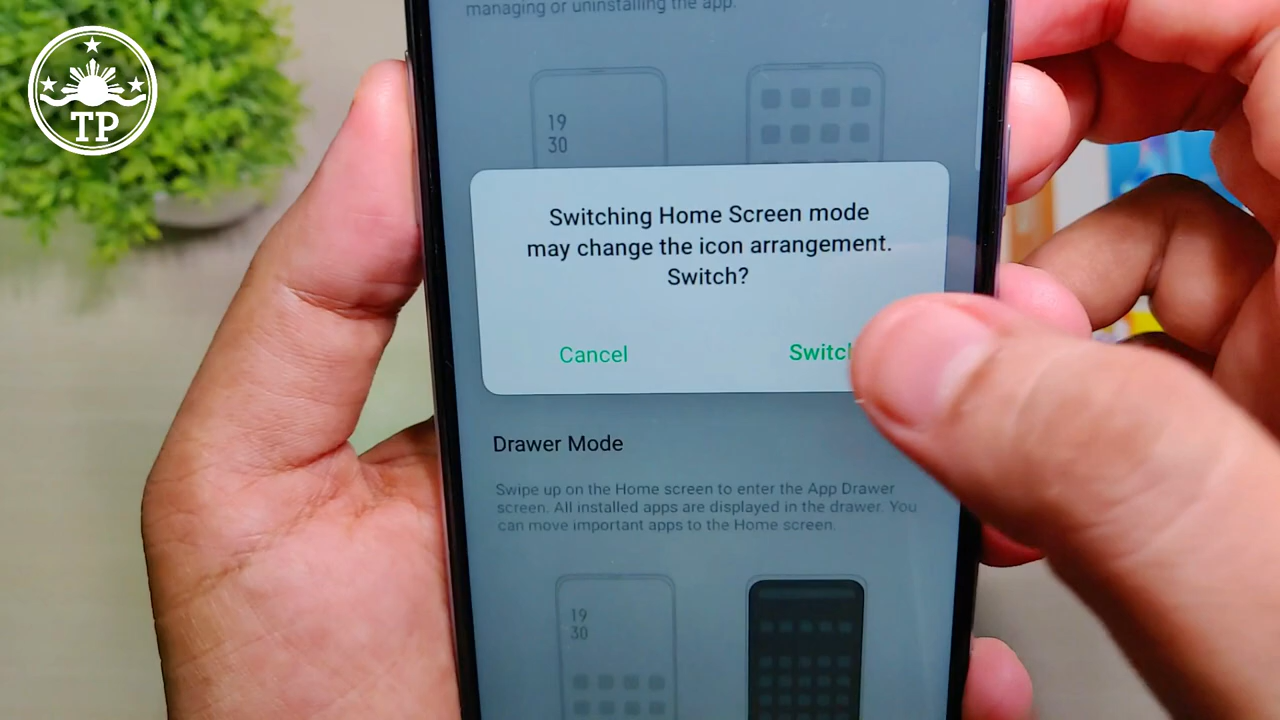 managing or uninstalling the app.
TP
19
30
Switching Home Screen mode
may change the icon arrangement.
Switch?
Cancel
Switch
Drawer Mode
Swipe up on the Home screen to enter the App Drawer
screen. All installed apps are displayed in the drawer. You
can move important apps to the Home screen.
19
30